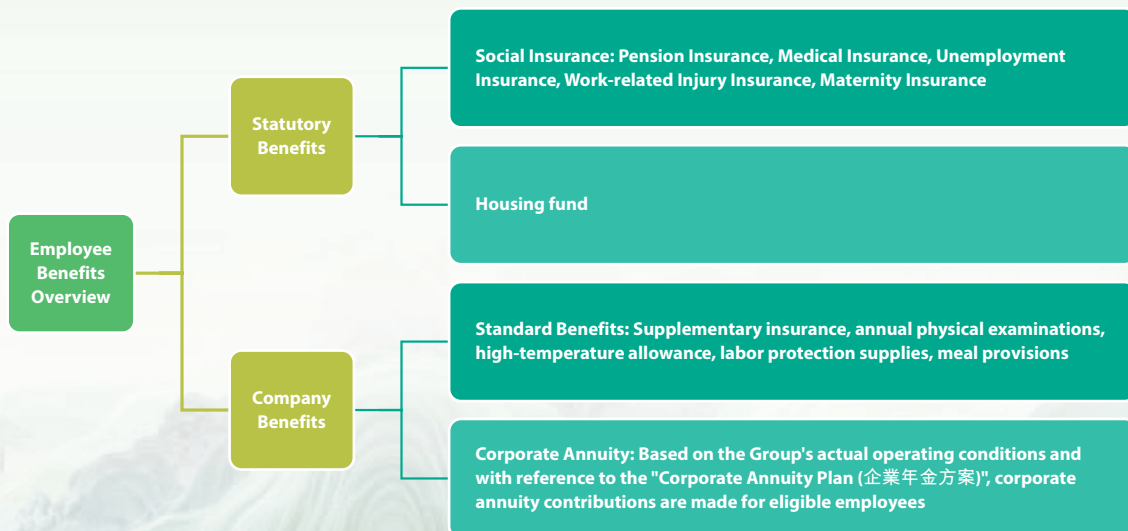 Employee
Benefits
Overview
Statutory
Benefits
Social Insurance: Pension Insurance, Medical Insurance, Unemployment
Insurance, Work-related Injury Insurance, Maternity Insurance
Housing fund
Company
Benefits
Standard Benefits: Supplementary insurance, annual physical examinations,
high-temperature allowance, labor protection supplies, meal provisions
Corporate Annuity: Based on the Group's actual operating conditions and
with reference to the "Corporate Annuity Plan (企業年金方案)", corporate
annuity contributions are made for eligible employees